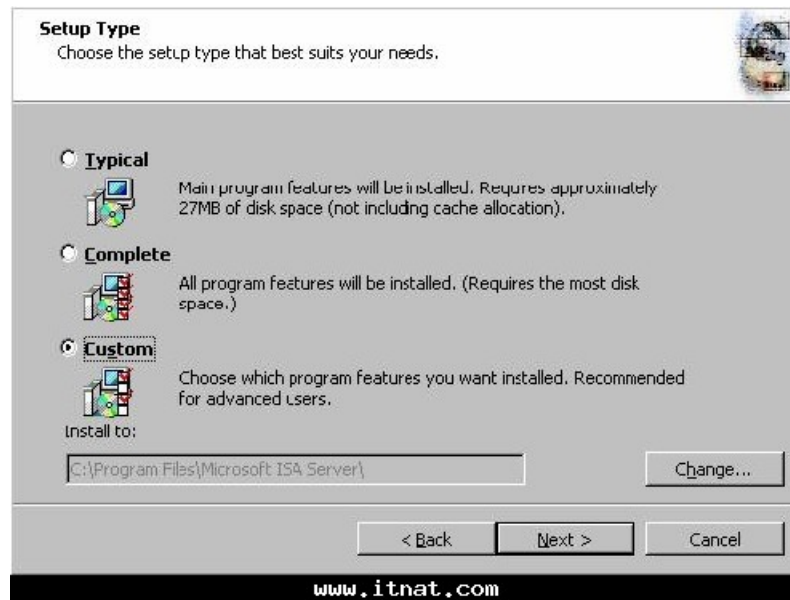 Setup Type
Choose the setup type that best suits your needs.
Typical
Main program features will be installed. Requires approximately
27MB of disk space (not including cache allocation).
Complete
All program features will be installed. (Requires the most disk
space.)
Custom
Choose which program features you want installed. Recommended
for advanced users.
Install to:
C:\Program Files\Microsoft ISA Server\
Change...
< Back
Next >
Cancel
www.itnat.com